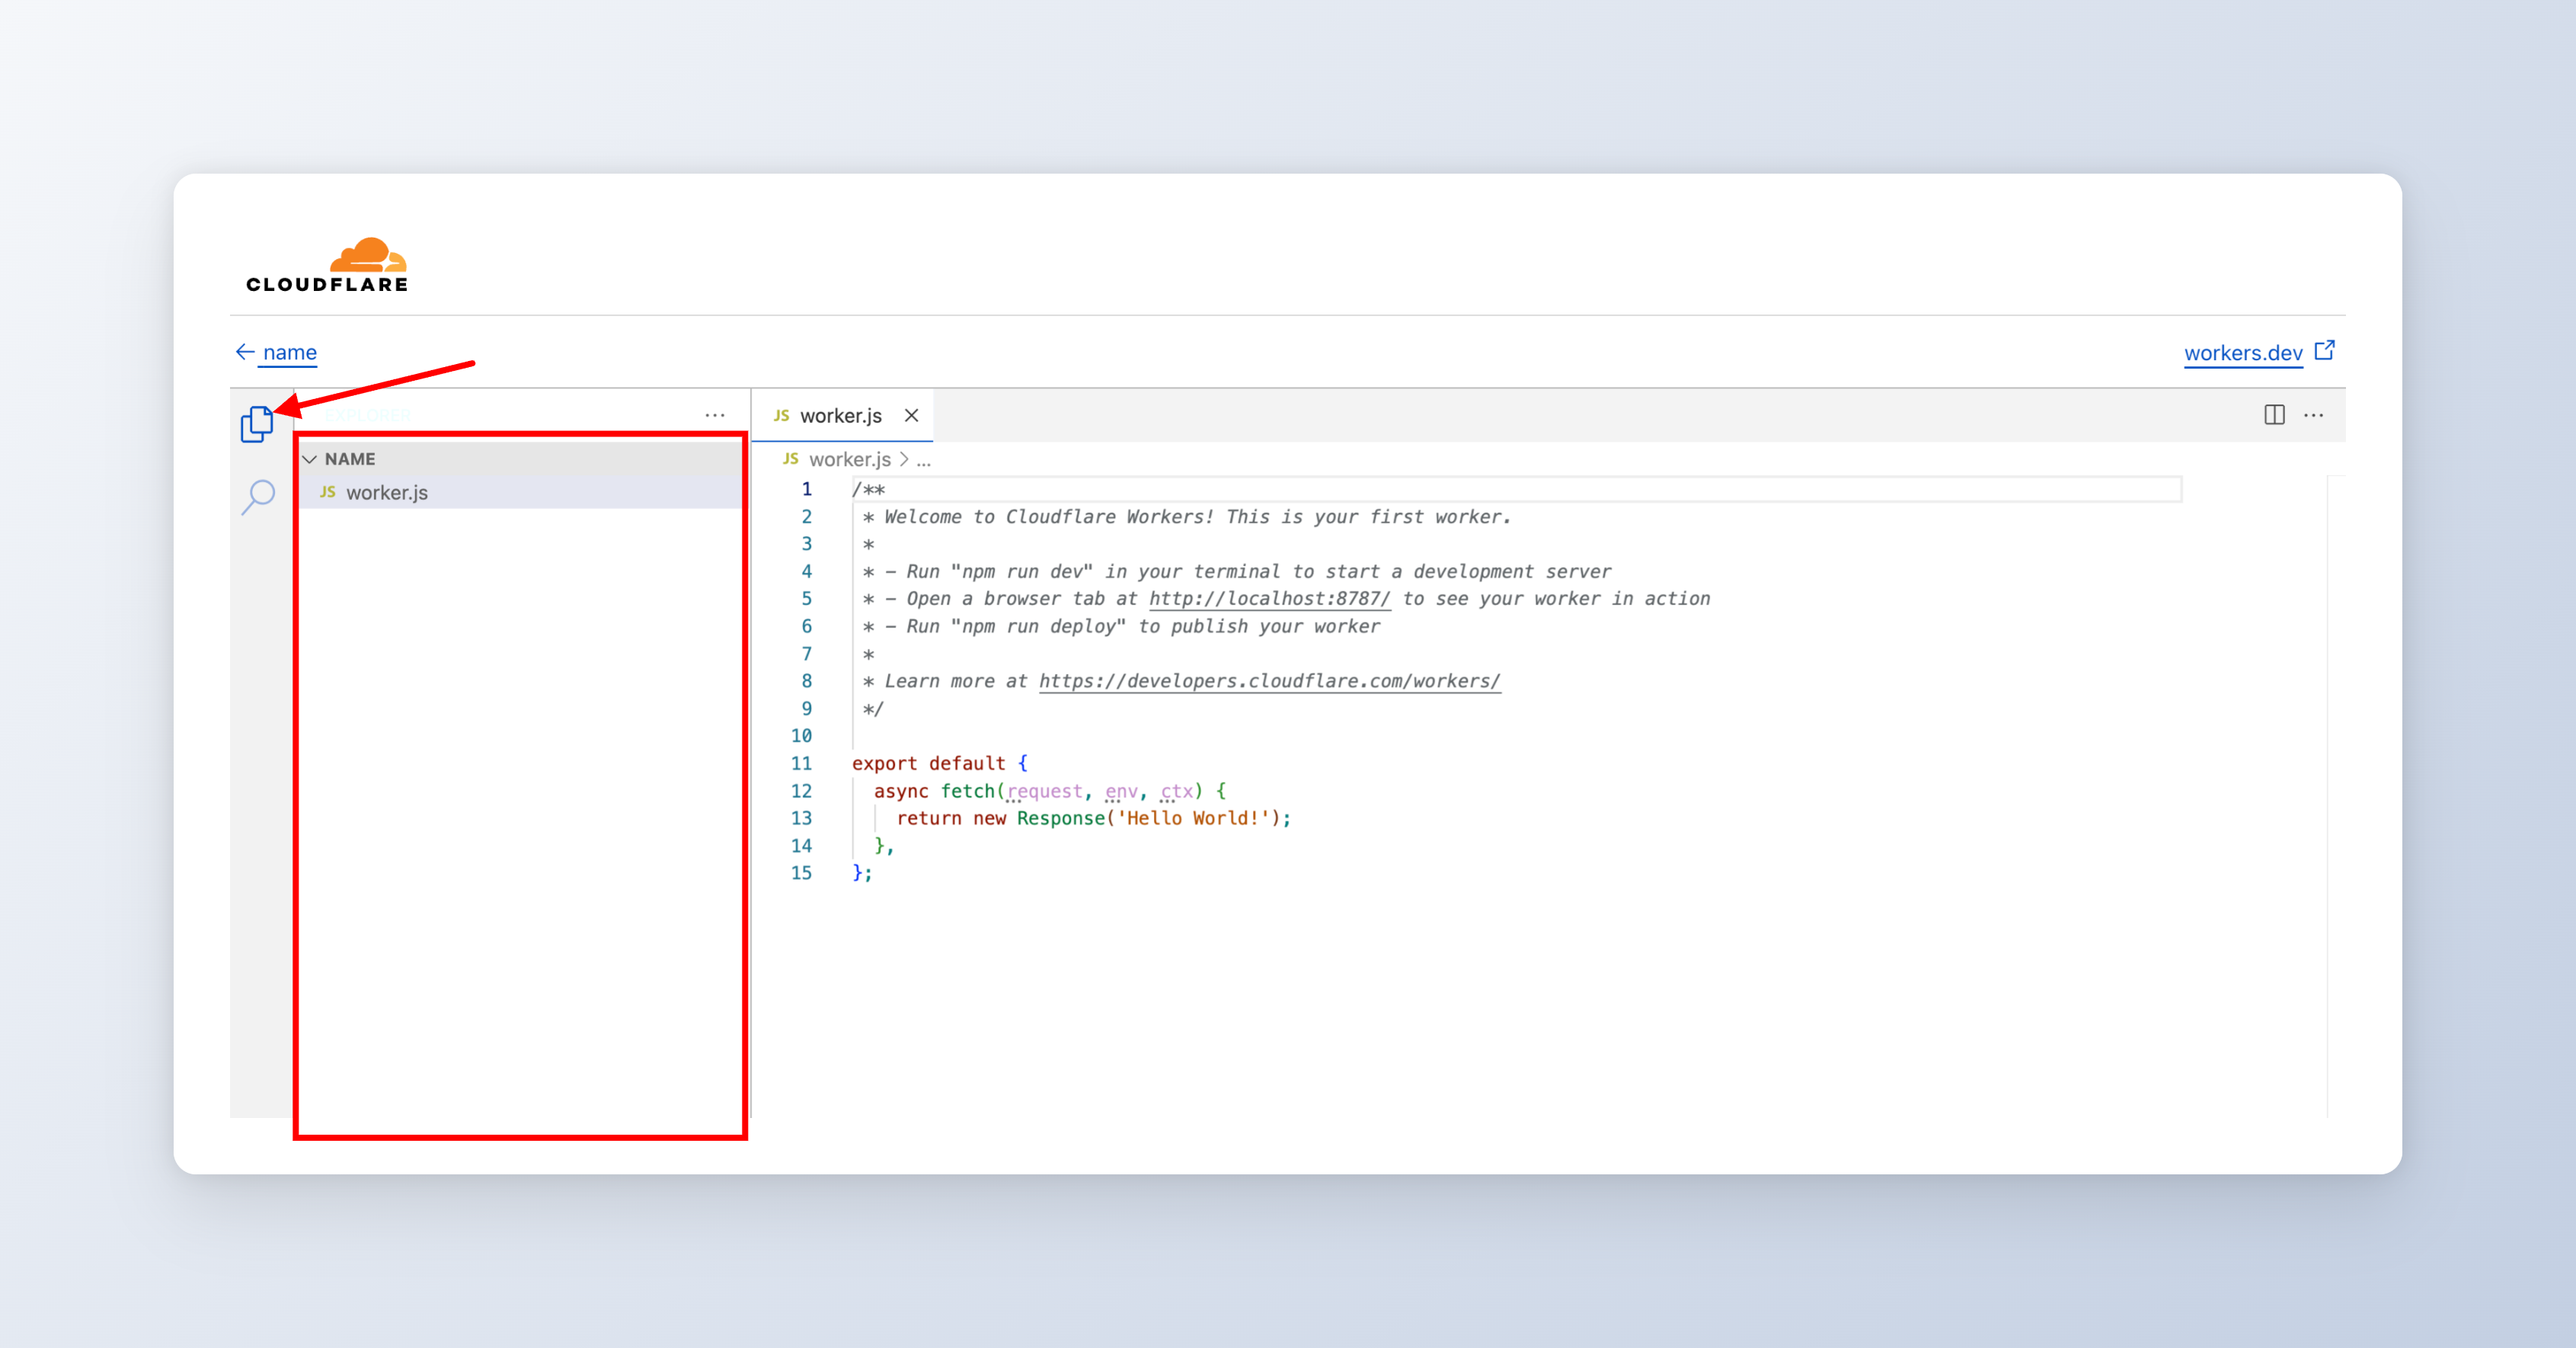 CLOUDFLARE
name
workers.dev
EXPLORER
JS worker.js
NAME
JS worker.js
JS worker.js > ...
1 /**
2 * Welcome to Cloudflare Workers! This is your first worker.
3 *
4 * - Run "npm run dev" in your terminal to start a development server
5 * - Open a browser tab at http://localhost:8787/ to see your worker in action
6 * - Run "npm run deploy" to publish your worker
7 *
8 * Learn more at https://developers.cloudflare.com/workers/
9 */
10
11 export default {
12 async fetch(request, env, ctx) {
13 return new Response('Hello World!');
14 },
15 };